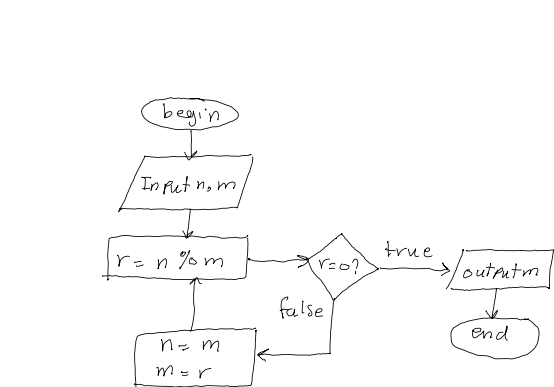 begin
Input n, m
r = n % m
r=0?
true
output m
end
false
n = m
m = r